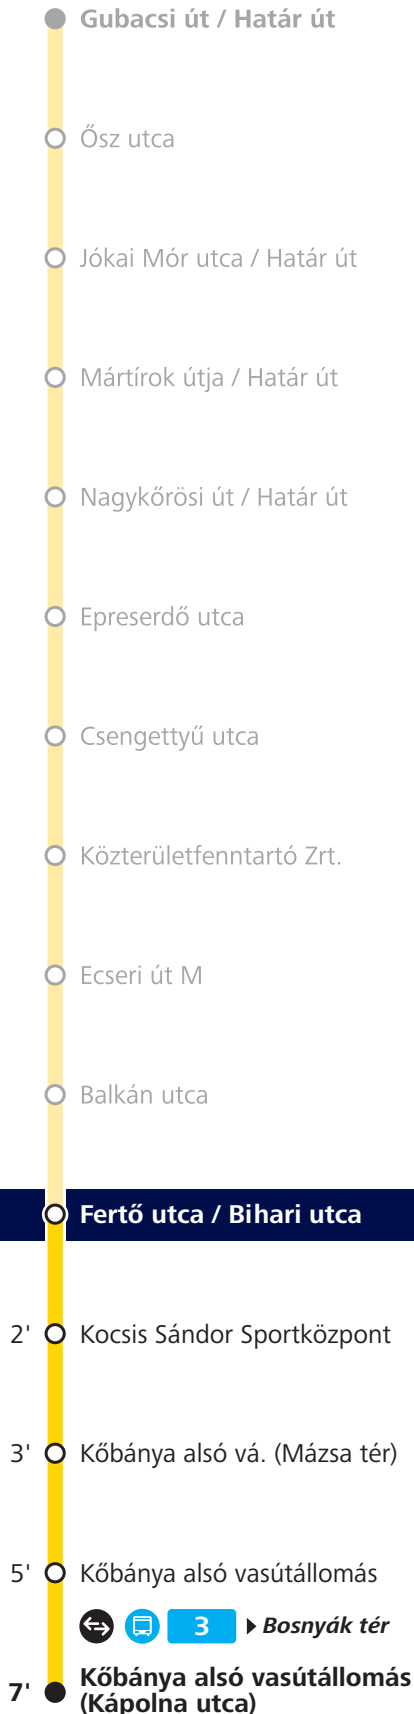 Gubacsi út / Határ út
Ősz utca
Jókai Mór utca / Határ út
Mártírok útja / Határ út
Nagykőrösi út / Határ út
Epreserdő utca
Csengettyű utca
Közterületfenntartó Zrt.
Ecseri út M
Balkán utca
Fertő utca / Bihari utca
2' Kocsis Sándor Sportközpont
3' Kőbánya alsó vá. (Mázsa tér)
5' Kőbánya alsó vasútállomás
3 Bosnyák tér
7' Kőbánya alsó vasútállomás
(Kápolna utca)